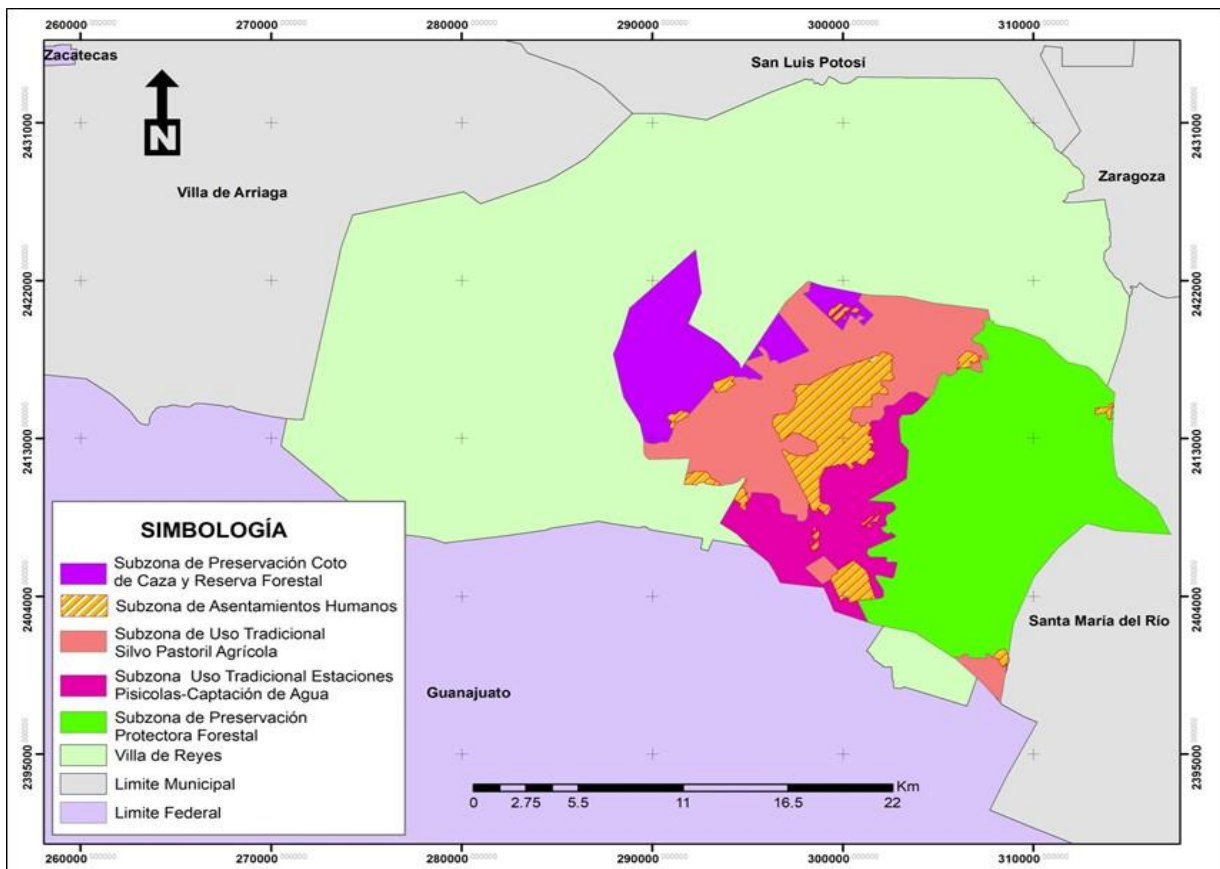 260000 270000 280000 290000 300000 310000
Zacatecas
San Luis Potosí
N
2431000 2431000
Zaragoza
Villa de Arriaga
2422000 2422000
2413000 2413000
SIMBOLOGÍA
Subzona de Preservación Coto
de Caza y Reserva Forestal
Subzona de Asentamientos Humanos
Subzona de Uso Tradicional
Silvo Pastoril Agrícola
Subzona Uso Tradicional Estaciones
Pisicolas-Captación de Agua
Subzona de Preservación
Protectora Forestal
Villa de Reyes
Limite Municipal
Limite Federal
2404000 2404000
Santa María del Río
Guanajuato
2395000 2395000
Km
0 2.75 5.5 11 16.5 22
260000 270000 280000 290000 300000 310000